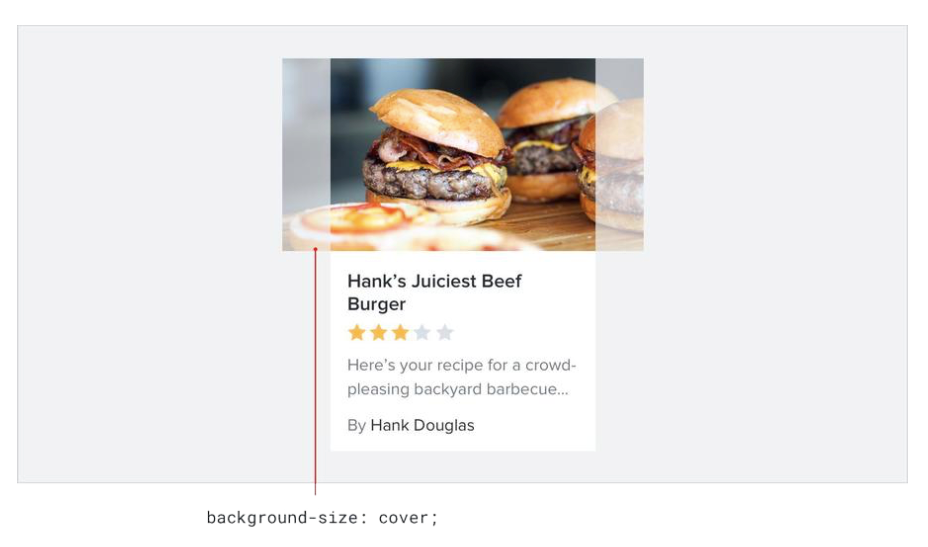 Hank’s Juiciest Beef
Burger
Here’s your recipe for a crowd-
pleasing backyard barbecue...
By Hank Douglas
background-size: cover;